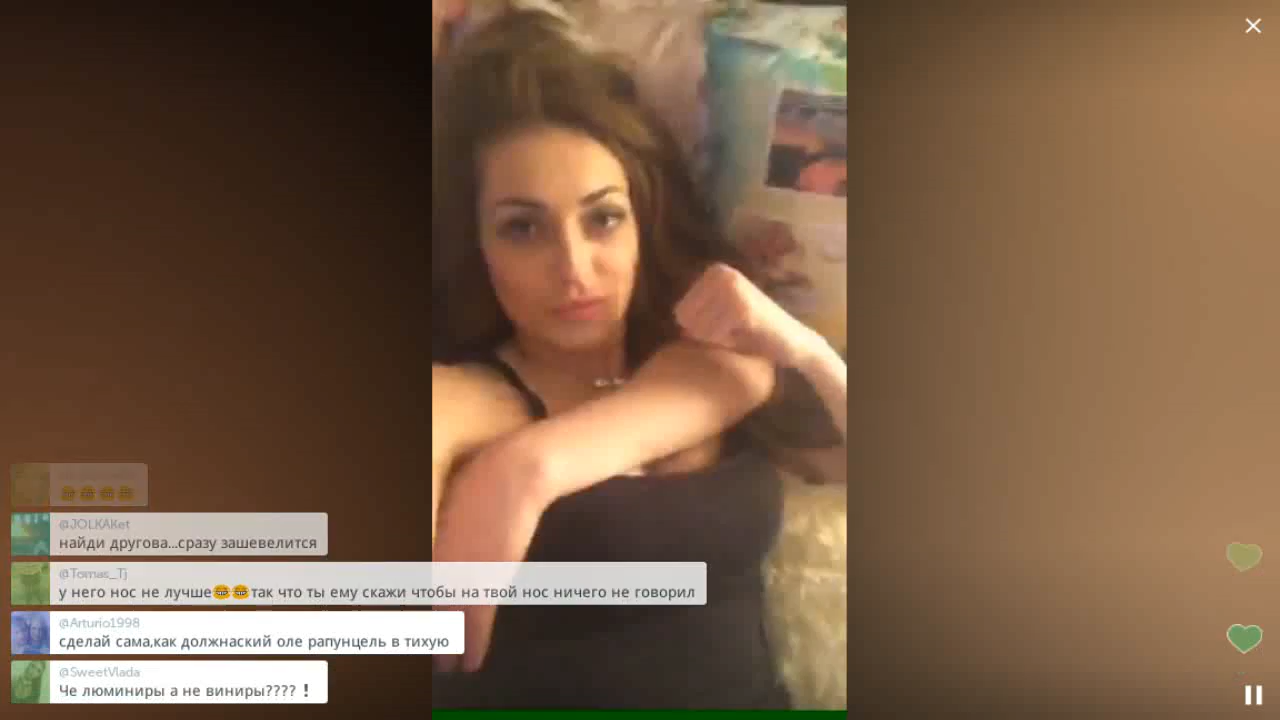 😂😂😂😂
@JOLKAKet
найди другова...сразу зашевелится
@Tomas_Tj
у него нос не лучше😂😂так что ты ему скажи чтобы на твой нос ничего не говорил
@Arturio1998
сделай сама,как должнаский оле рапунцель в тихую
@SweetVlada
Че люминиры а не виниры????❗